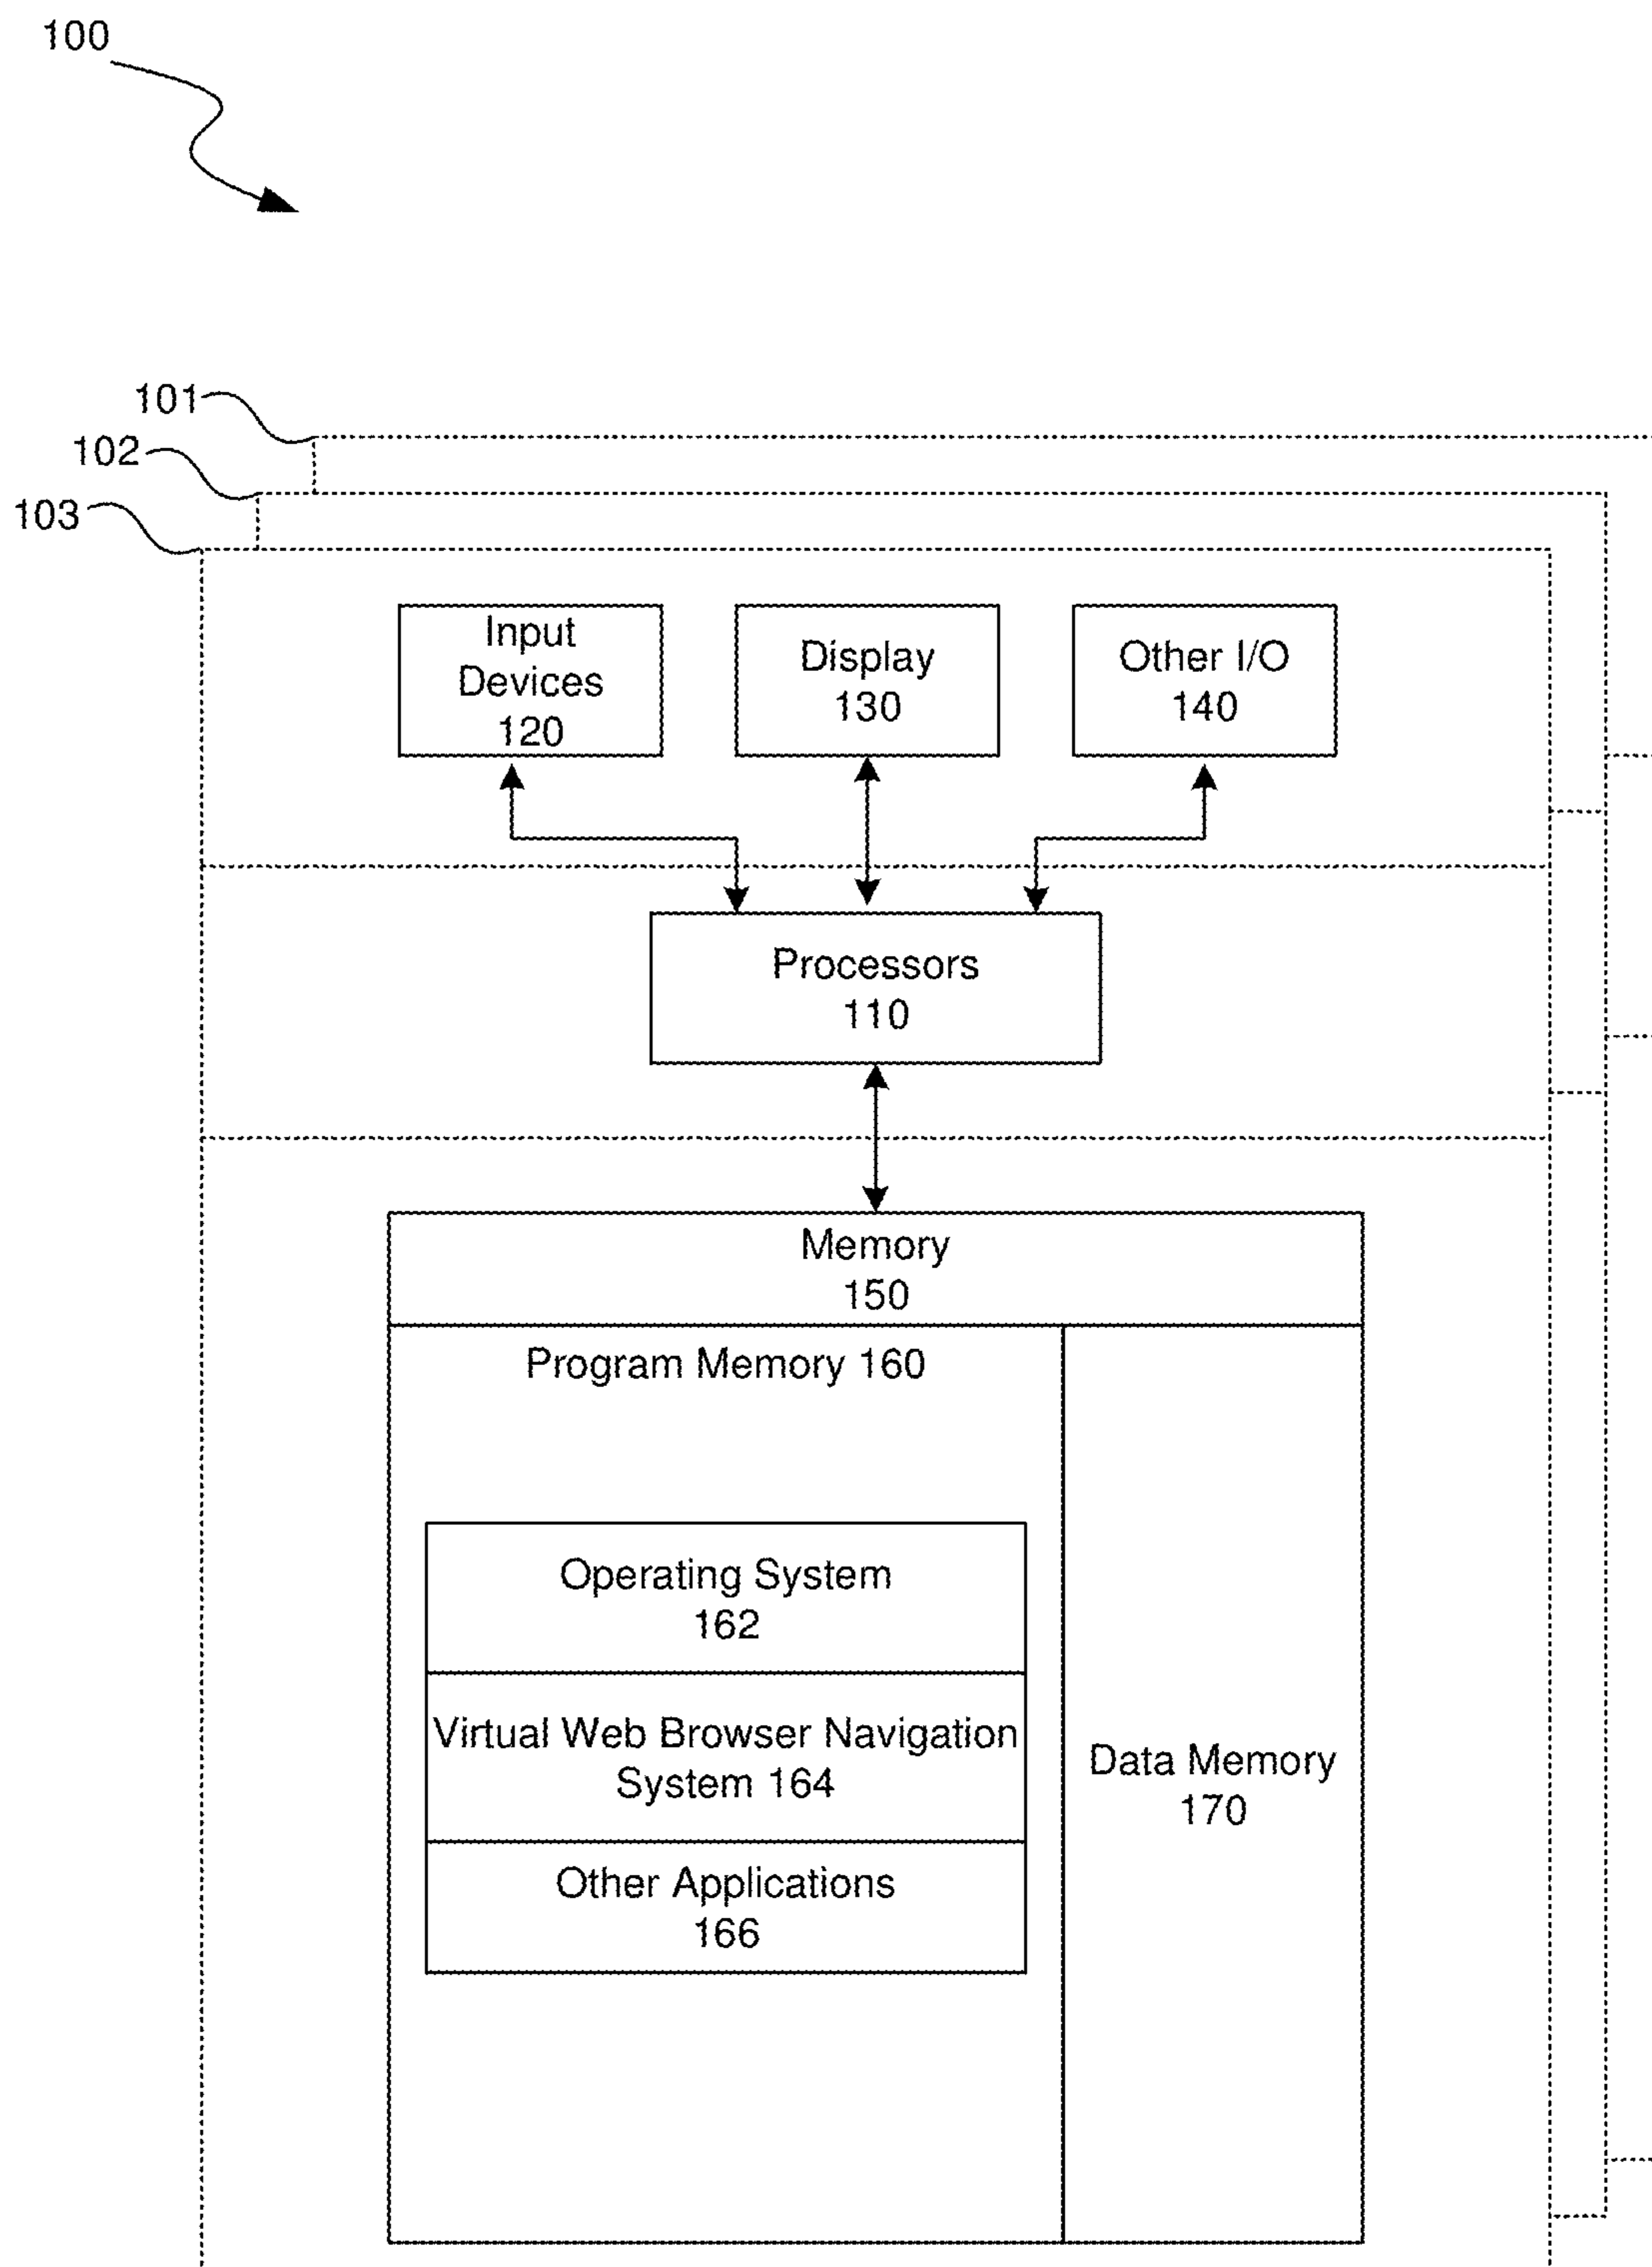 100
101
102
103
Input
Devices
120
Display
130
Other I/O
140
Processors
110
Memory
150
Program Memory 160
Operating System
162
Virtual Web Browser Navigation
System 164
Other Applications
166
Data Memory
170